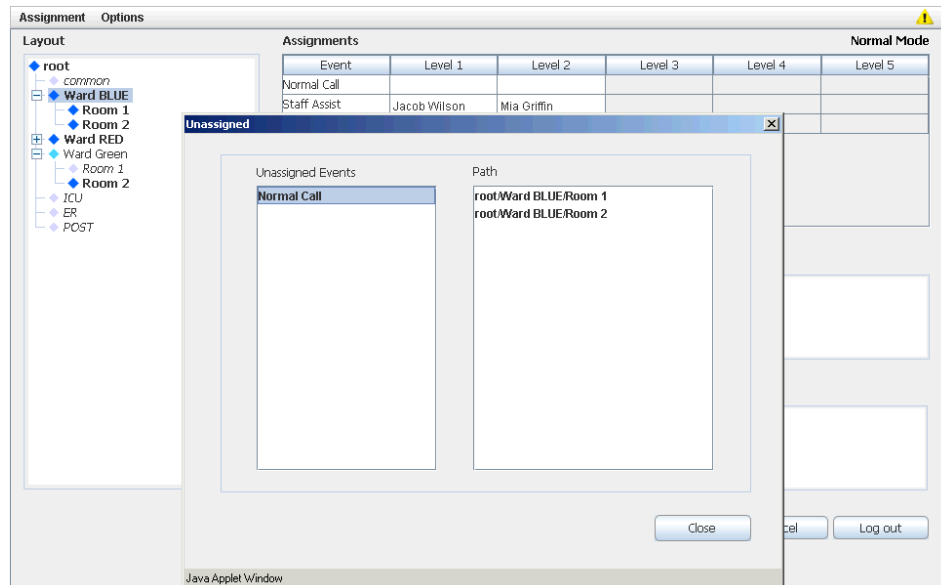 Assignment Options
Layout
Assignments
Normal Mode
root
common
Ward BLUE
Room 1
Room 2
Ward RED
Ward Green
Room 1
Room 2
ICU
ER
POST
Event Level 1 Level 2 Level 3 Level 4 Level 5
Normal Call
Staff Assist Jacob Wilson Mia Griffin
Unassigned
Unassigned Events
Path
Normal Call
root/Ward BLUE/Room 1
root/Ward BLUE/Room 2
Close
cel
Log out
Java Applet Window